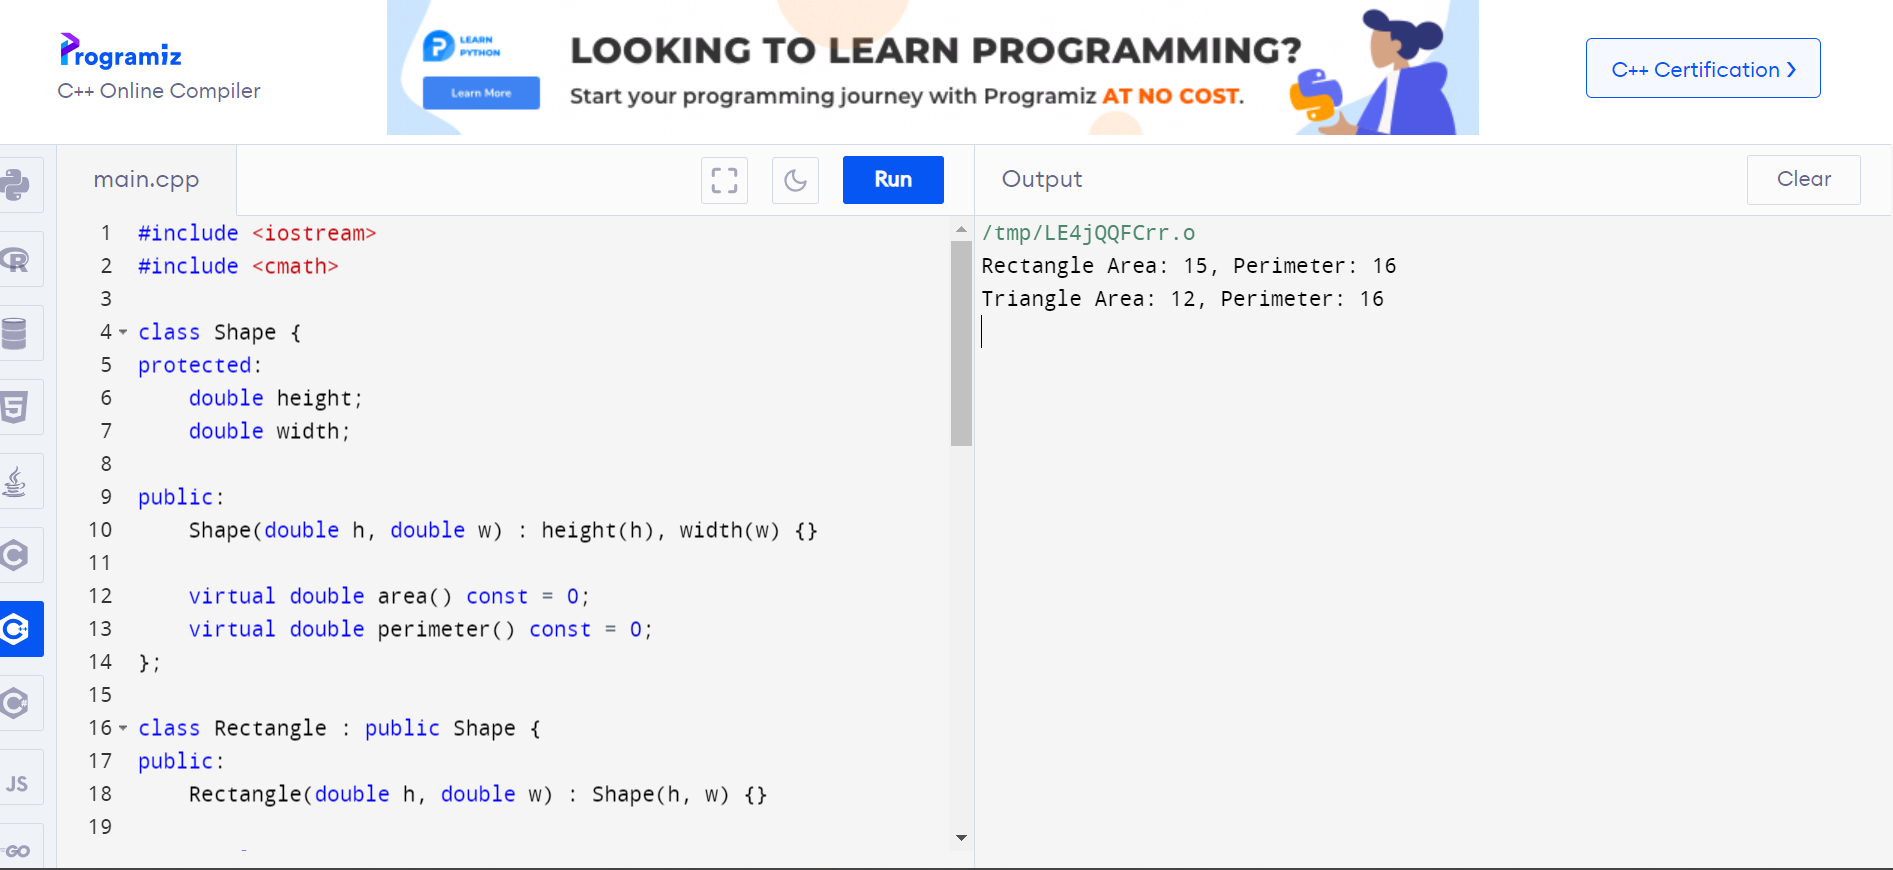 Programiz
C++ Online Compiler
LEARN
PYTHON
Learn More
LOOKING TO LEARN PROGRAMMING?
Start your programming journey with Programiz AT NO COST.
C++ Certification
main.cpp
Run
Output
Clear
1 #include <iostream>
2 #include <cmath>
3
4 class Shape {
5 protected:
6     double height;
7     double width;
8
9 public:
10     Shape(double h, double w) : height(h), width(w) {}
11
12     virtual double area() const = 0;
13     virtual double perimeter() const = 0;
14 };
15
16 class Rectangle : public Shape {
17 public:
18     Rectangle(double h, double w) : Shape(h, w) {}
19
/tmp/LE4jQQFCrr.o
Rectangle Area: 15, Perimeter: 16
Triangle Area: 12, Perimeter: 16
R
5
C
C+
C#
JS
GO